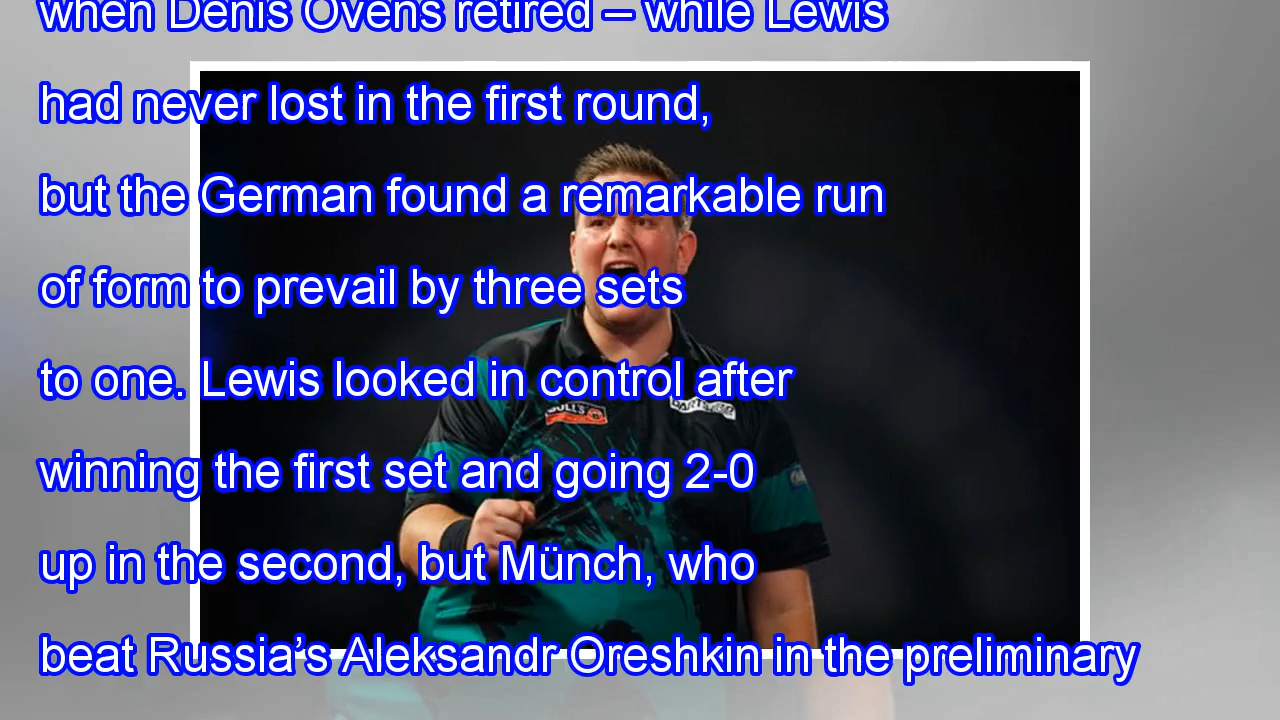 when Denis Ovens retired – while Lewis
had never lost in the first round,
but the German found a remarkable run
of form to prevail by three sets
to one. Lewis looked in control after
winning the first set and going 2-0
up in the second, but Münch, who
beat Russia’s Aleksandr Oreshkin in the preliminary
BULL'S